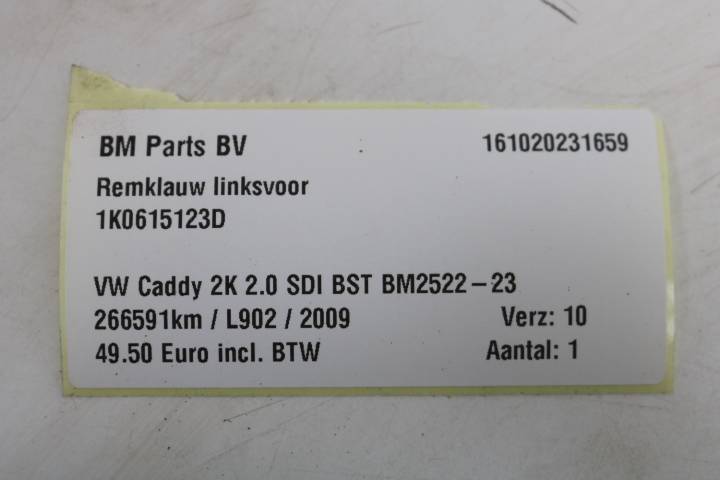 BM Parts BV 161020231659
Remklauw linksvoor
1K0615123D
VW Caddy 2K 2.0 SDI BST BM2522-23
266591km / L902 / 2009 Verz: 10
49.50 Euro incl. BTW Aantal: 1